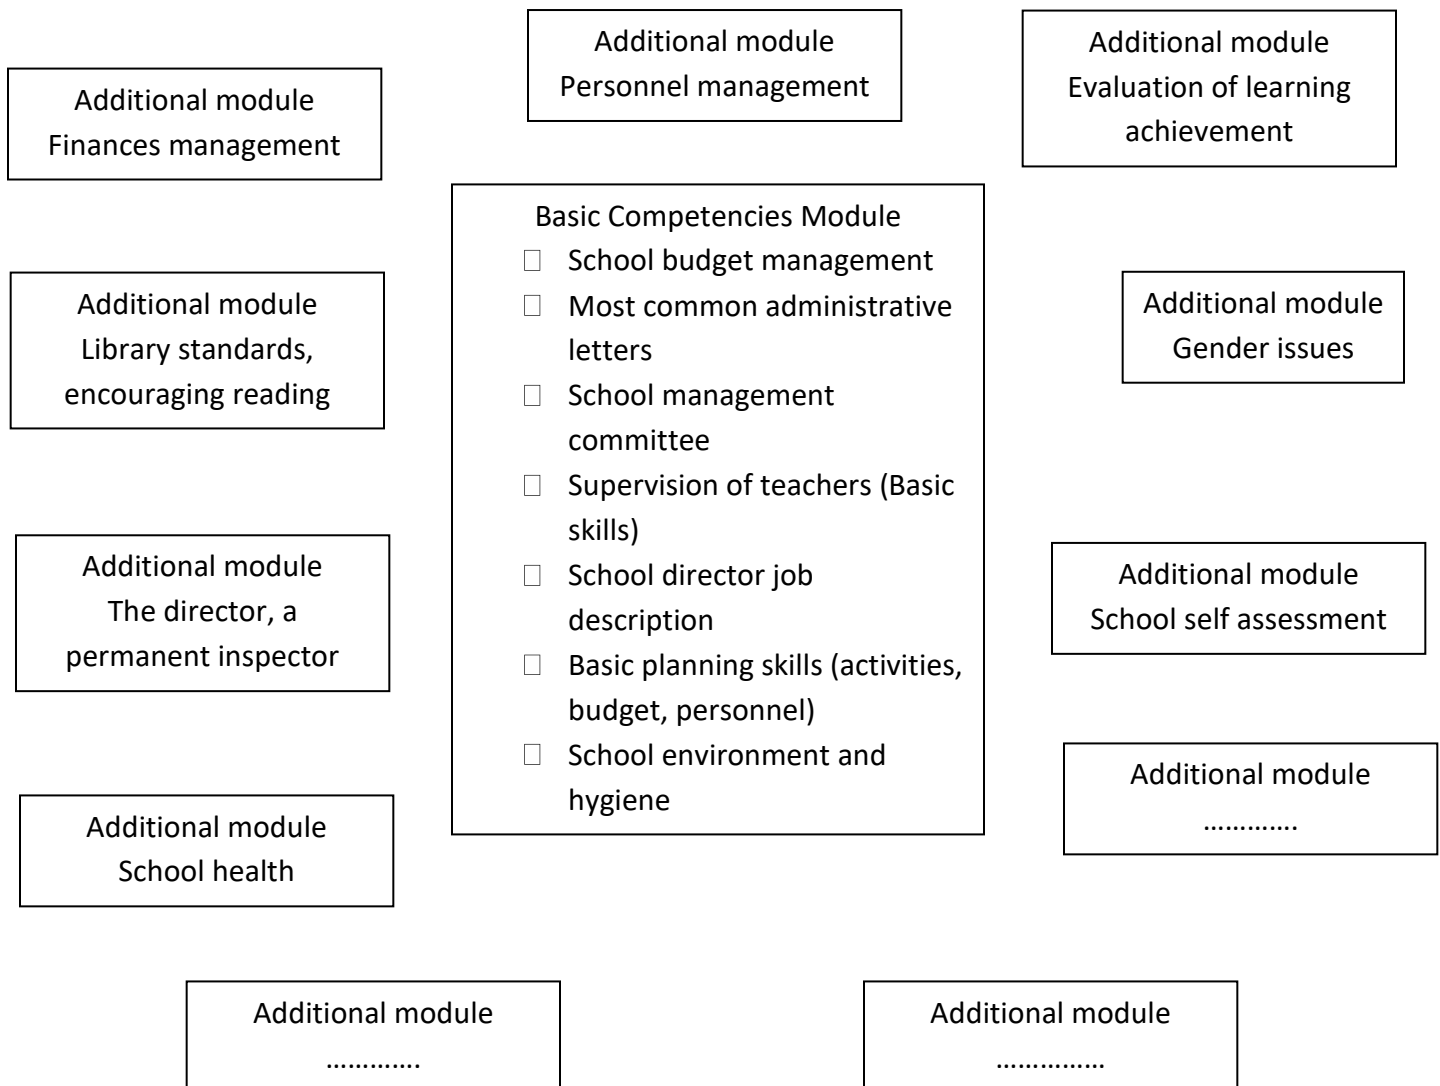 Additional module
Personnel management
Additional module
Evaluation of learning
achievement
Additional module
Finances management
Basic Competencies Module
□ School budget management
□ Most common administrative
letters
□ School management
committee
□ Supervision of teachers (Basic
skills)
□ School director job
description
□ Basic planning skills (activities,
budget, personnel)
□ School environment and
hygiene
Additional module
Library standards,
encouraging reading
Additional module
Gender issues
Additional module
The director, a
permanent inspector
Additional module
School self assessment
Additional module
………….
Additional module
School health
Additional module
………….
Additional module
……………